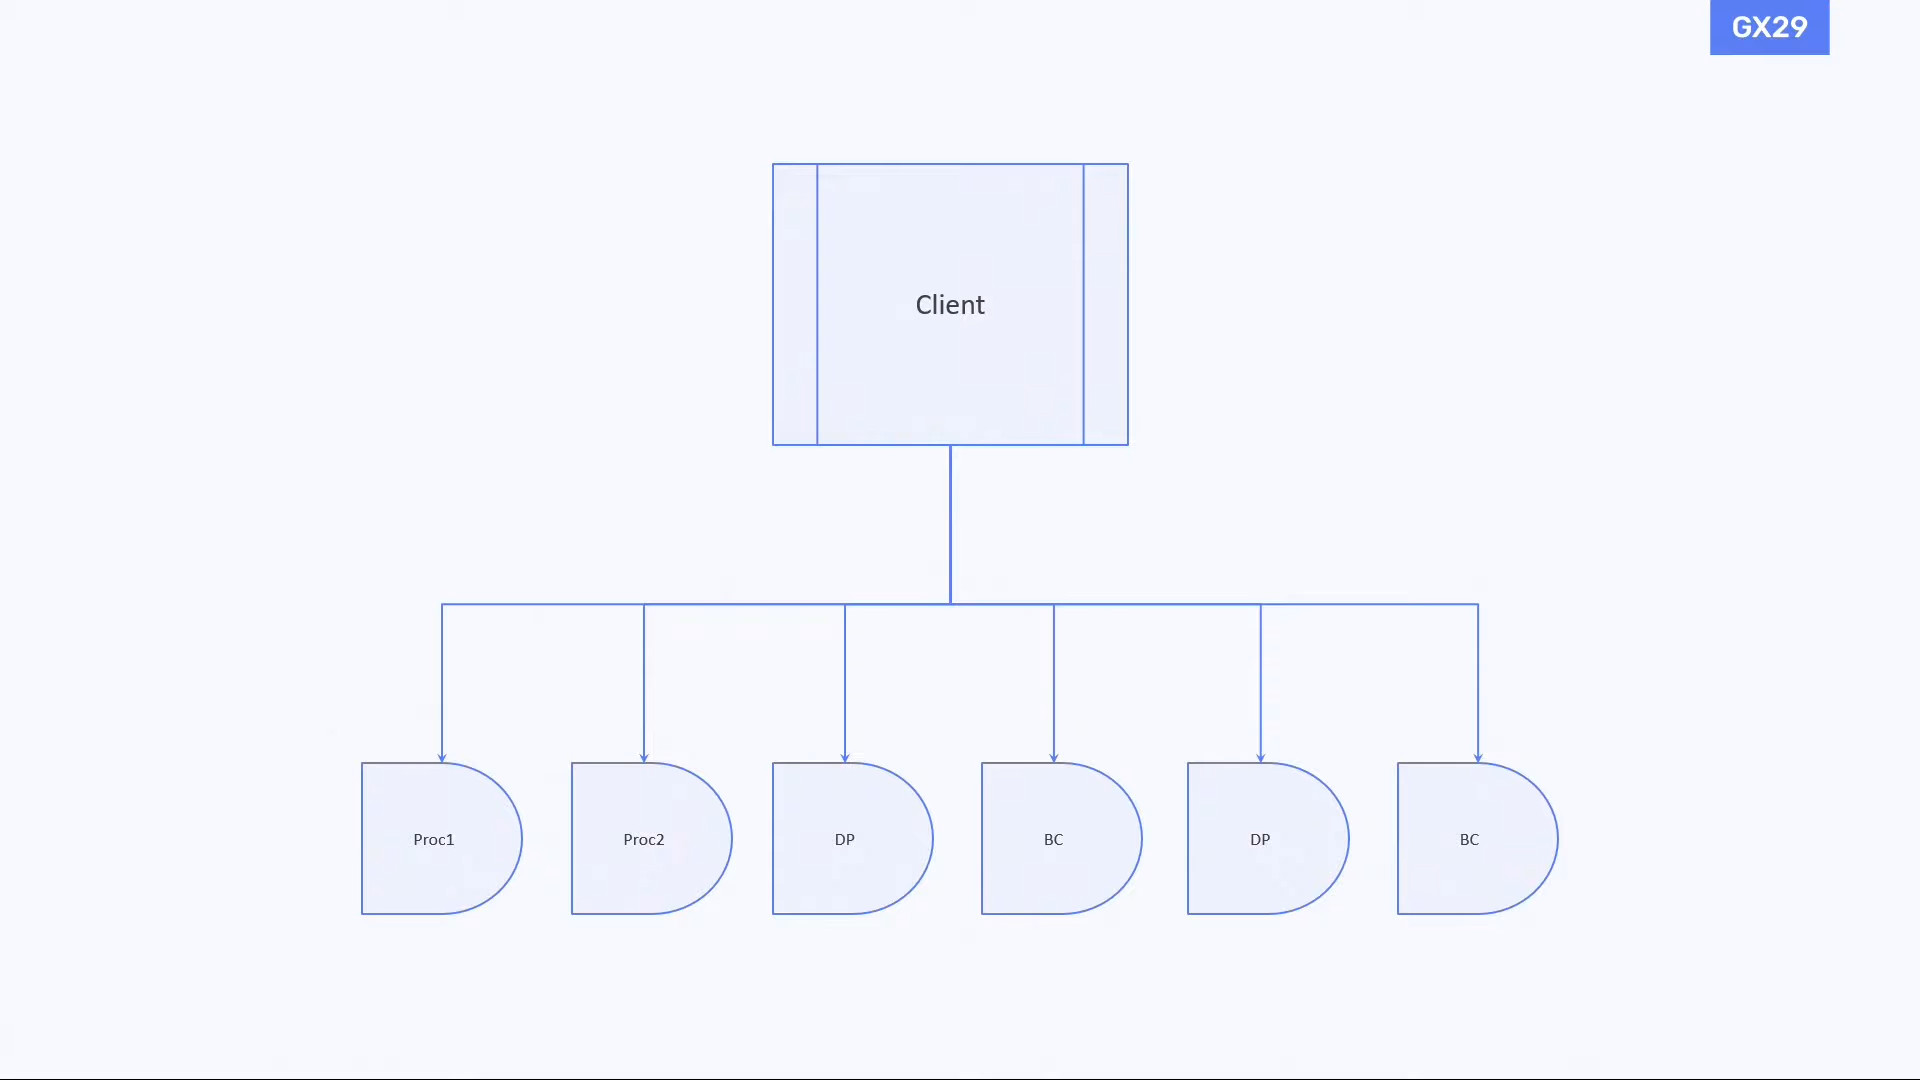 GX29
Client
Proc1
Proc2
DP
BC
DP
BC